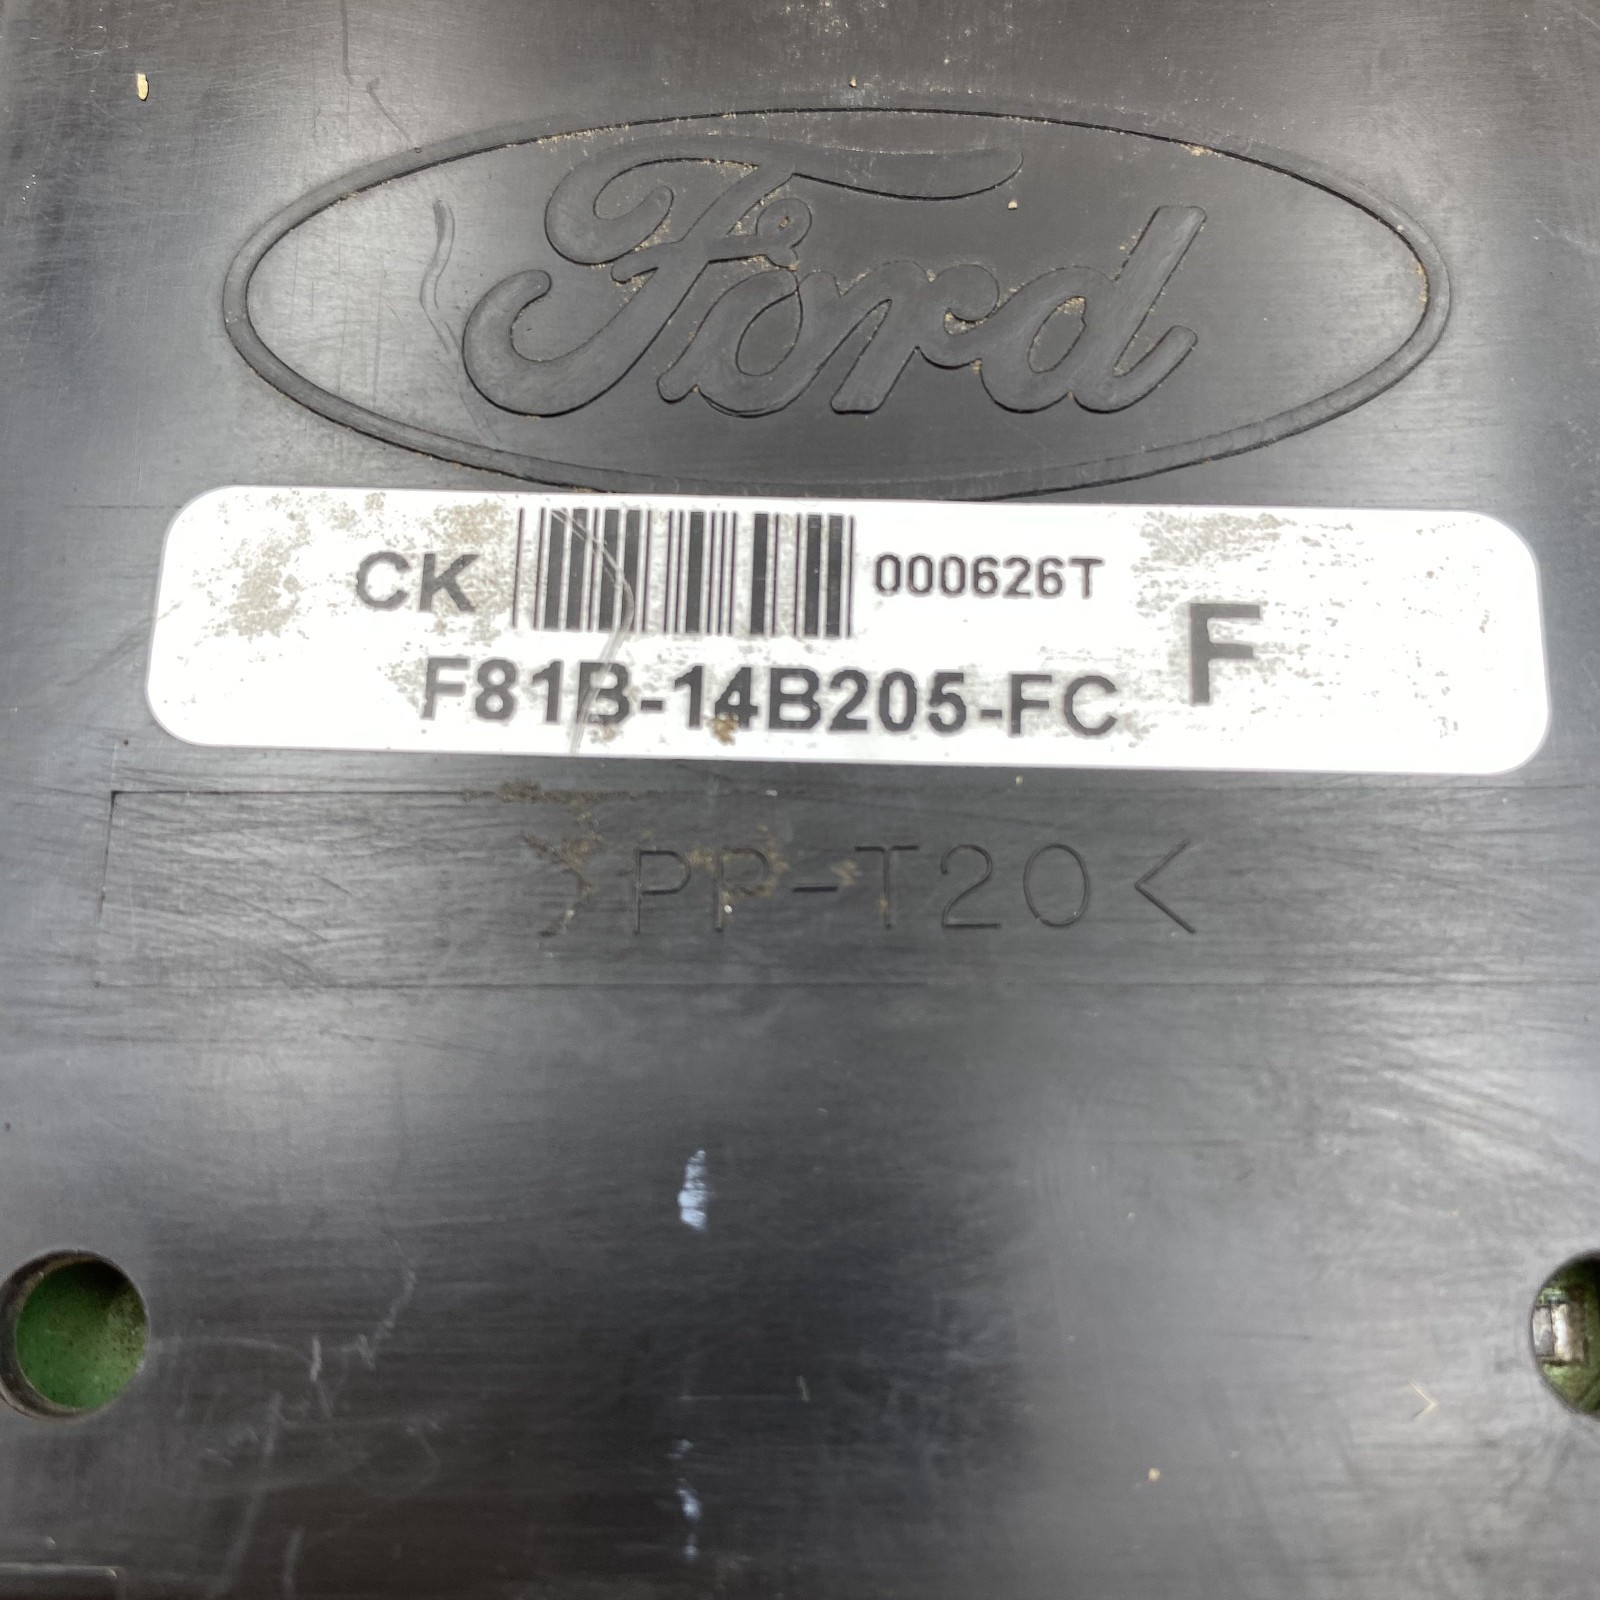 Ford
CK 000626T
F81B-14B205-FC F
>PP-T20<